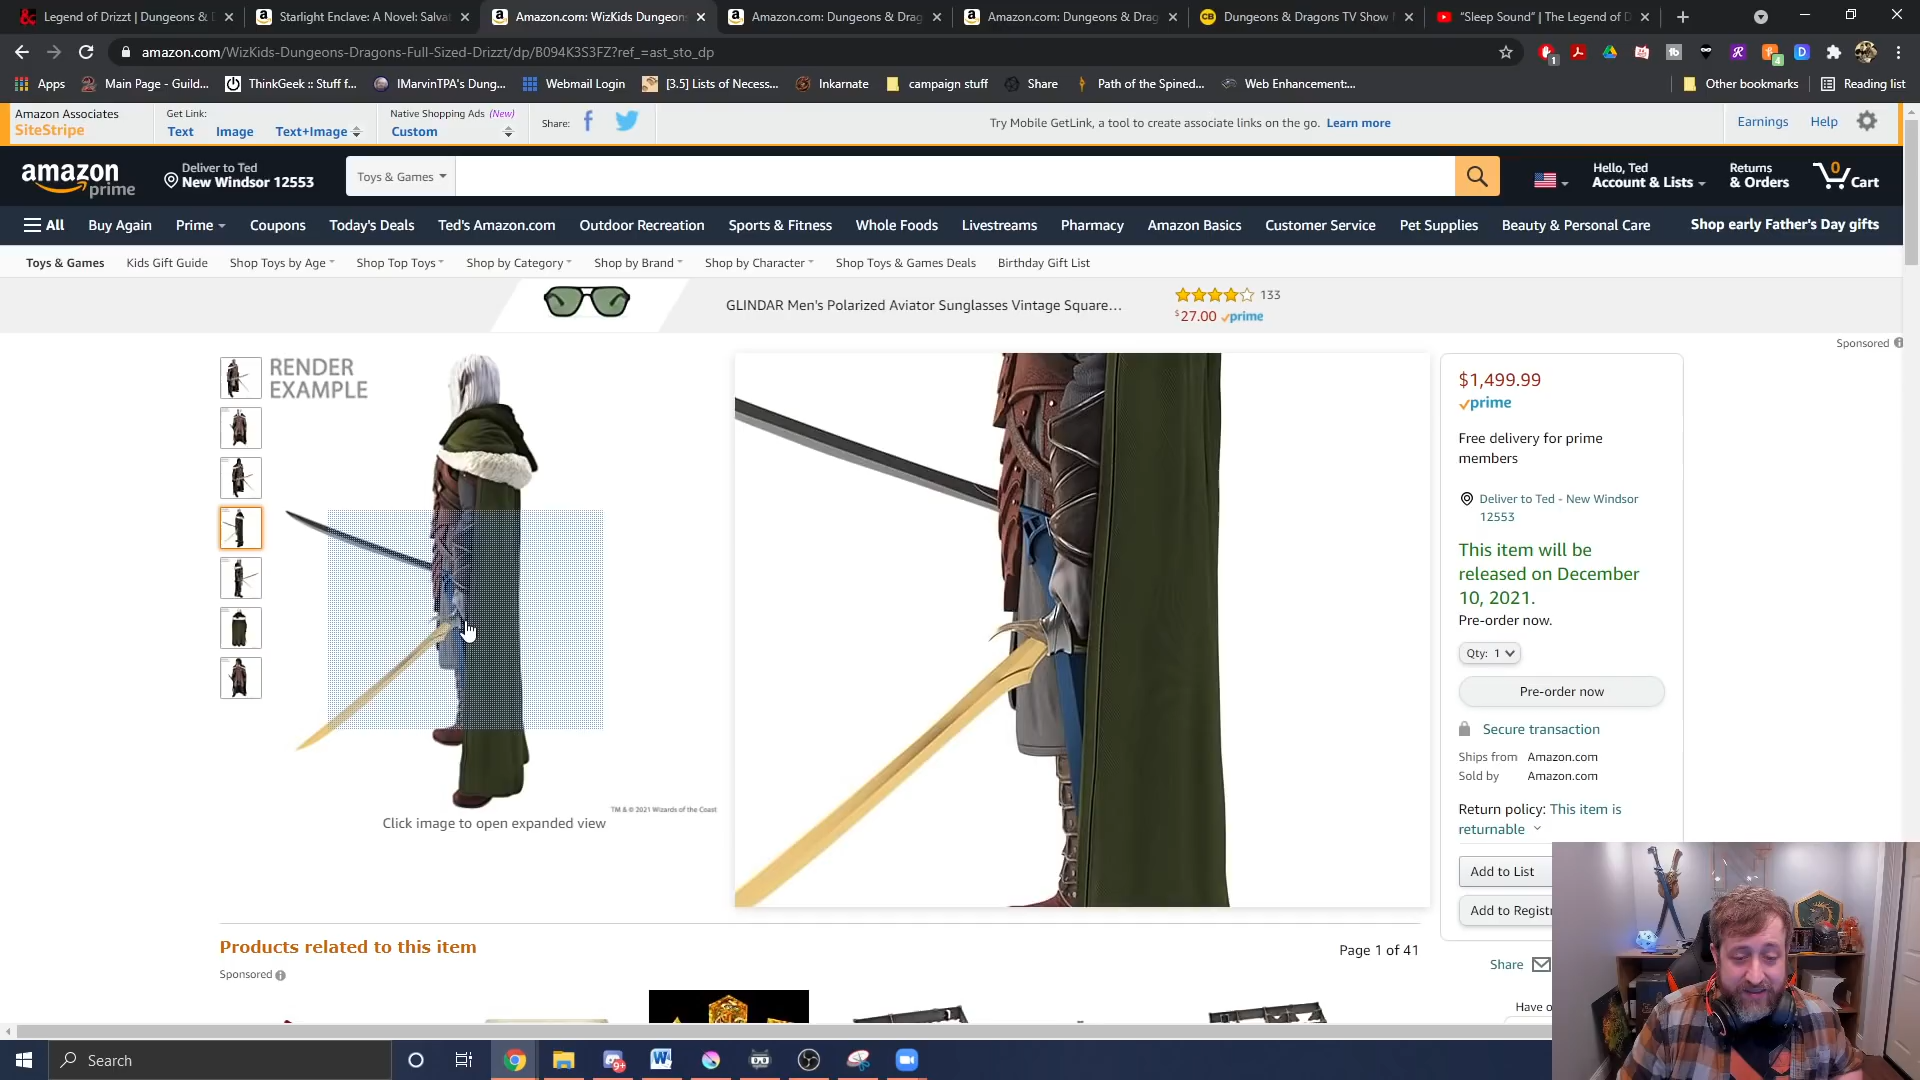 Legend of Drizzt | Dungeons & D
Starlight Enclave: A Novel: Salvat
Amazon.com: WizKids Dungeons
Amazon.com: Dungeons & Drag
Amazon.com: Dungeons & Drag
CB Dungeons & Dragons TV Show
"Sleep Sound" | The Legend of D
amazon.com/WizKids-Dungeons-Dragons-Full-Sized-Drizzt/dp/B094K3S3FZ?ref_=ast_sto_dp
Apps Main Page - Guild... ThinkGeek :: Stuff f... IMarvinTPA's Dung... Webmail Login [3.5] Lists of Necess... Inkarnate campaign stuff Share Path of the Spined... Web Enhancement... Other bookmarks Reading list
Amazon Associates
SiteStripe
Get Link:
Text Image Text+Image
Native Shopping Ads (New)
Custom
Share:
Try Mobile GetLink, a tool to create associate links on the go. Learn more
Earnings Help
amazon prime
Deliver to Ted
New Windsor 12553
Toys & Games
Hello, Ted
Account & Lists
Returns
& Orders
0
Cart
All Buy Again Prime Coupons Today's Deals Ted's Amazon.com Outdoor Recreation Sports & Fitness Whole Foods Livestreams Pharmacy Amazon Basics Customer Service Pet Supplies Beauty & Personal Care Shop early Father's Day gifts
Toys & Games Kids Gift Guide Shop Toys by Age Shop Top Toys Shop by Category Shop by Brand Shop by Character Shop Toys & Games Deals Birthday Gift List
GLINDAR Men's Polarized Aviator Sunglasses Vintage Square...
133
$27.00 prime
Sponsored
RENDER
EXAMPLE
TM & © 2021 Wizards of the Coast
Click image to open expanded view
$1,499.99
prime
Free delivery for prime
members
Deliver to Ted - New Windsor
12553
This item will be
released on December
10, 2021.
Pre-order now.
Qty: 1
Pre-order now
Secure transaction
Ships from Amazon.com
Sold by Amazon.com
Return policy: This item is
returnable
Add to List
Add to Registr
Share
Have o
Products related to this item
Page 1 of 41
Sponsored
Search